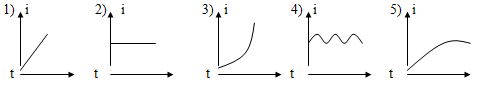 1) i 2) i 3) i 4) i 5) i
t t t t t